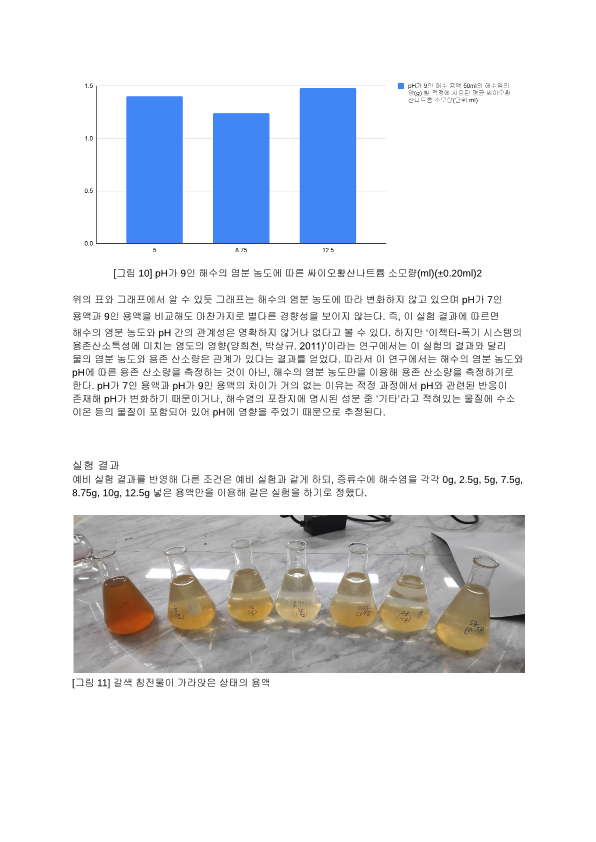 1.5
1.0
0.5
0.0
5
8.75
12.5
pH가 9인 해수 용액 50ml의 해수염의
양(g) 별 적정에 사용된 평균 싸이오황
산나트륨 소모량(단위 ml)
[그림 10] pH가 9인 해수의 염분 농도에 따른 싸이오황산나트륨 소모량(ml)(±0.20ml)2
위의 표와 그래프에서 알 수 있듯 그래프는 해수의 염분 농도에 따라 변화하지 않고 있으며 pH가 7인
용액과 9인 용액을 비교해도 마찬가지로 별다른 경향성을 보이지 않는다. 즉, 이 실험 결과에 따르면
해수의 염분 농도와 pH 간의 관계성은 명확하지 않거나 없다고 볼 수 있다. 하지만 '이젝터-폭기 시스템의
용존산소특성에 미치는 염도의 영향(양희천, 박상규. 2011)'이라는 연구에서는 이 실험의 결과와 달리
물의 염분 농도와 용존 산소량은 관계가 있다는 결과를 얻었다. 따라서 이 연구에서는 해수의 염분 농도와
pH에 따른 용존 산소량을 측정하는 것이 아닌, 해수의 염분 농도만을 이용해 용존 산소량을 측정하기로
한다. pH가 7인 용액과 pH가 9인 용액의 차이가 거의 없는 이유는 적정 과정에서 pH와 관련된 반응이
존재해 pH가 변화하기 때문이거나, 해수염의 포장지에 명시된 성분 중 '기타'라고 적혀있는 물질에 수소
이온 등의 물질이 포함되어 있어 pH에 영향을 주었기 때문으로 추정된다.
실험 결과
예비 실험 결과를 반영해 다른 조건은 예비 실험과 같게 하되, 증류수에 해수염을 각각 0g, 2.5g, 5g, 7.5g,
8.75g, 10g, 12.5g 넣은 용액만을 이용해 같은 실험을 하기로 정했다.
[그림 11] 갈색 침전물이 가라앉은 상태의 용액